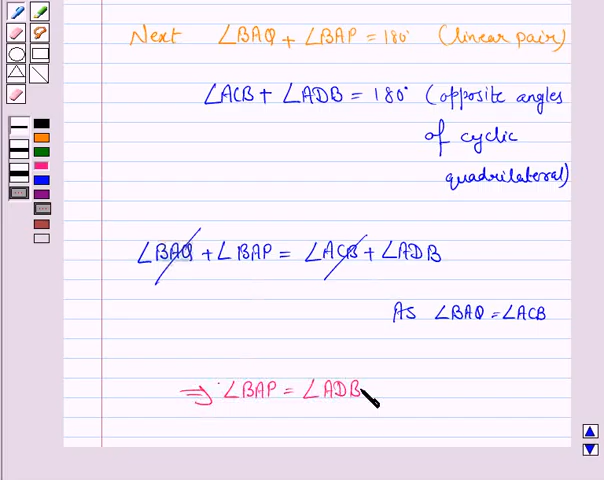 Next ∠BAQ + ∠BAP = 180° (linear pair)
∠ACB + ∠ADB = 180° (opposite angles
of cyclic
quadrilateral)
∠BAQ + ∠BAP = ∠ACB + ∠ADB
As ∠BAQ = ∠ACB
⇒ ∠BAP = ∠ADB